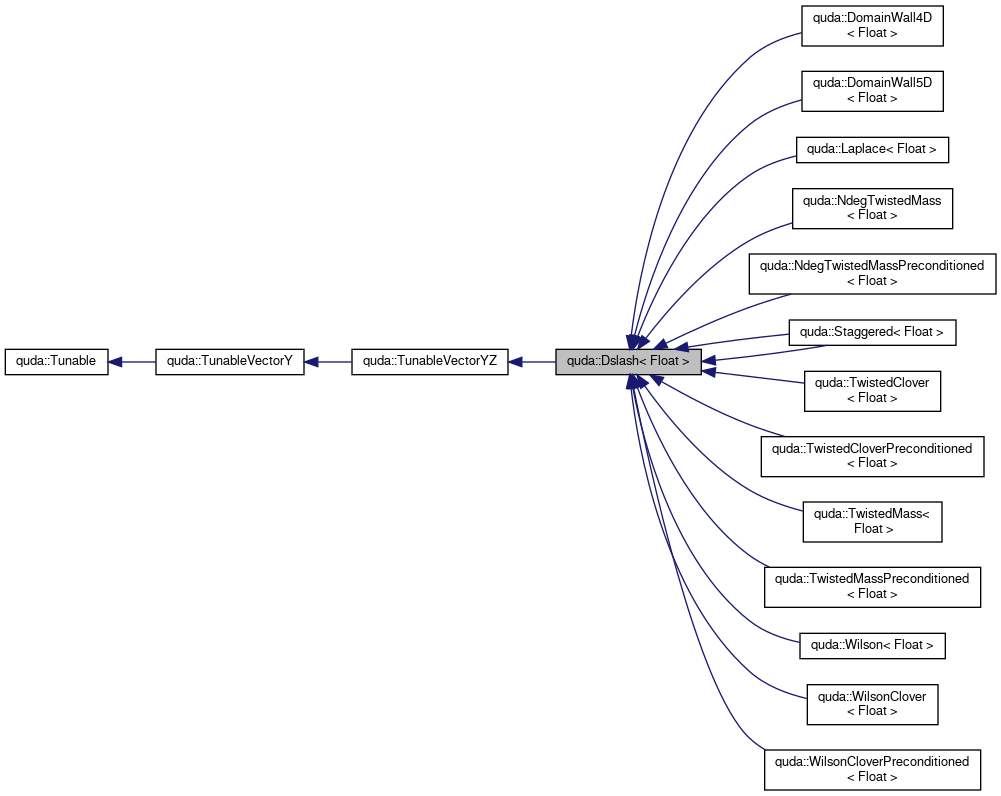 quda::DomainWall4D
< Float >
quda::DomainWall5D
< Float >
quda::Laplace< Float >
quda::NdegTwistedMass
< Float >
quda::NdegTwistedMassPreconditioned
< Float >
quda::Staggered< Float >
quda::Tunable
quda::TunableVectorY
quda::TunableVectorYZ
quda::Dslash< Float >
quda::TwistedClover
< Float >
quda::TwistedCloverPreconditioned
< Float >
quda::TwistedMass<
Float >
quda::TwistedMassPreconditioned
< Float >
quda::Wilson< Float >
quda::WilsonClover
< Float >
quda::WilsonCloverPreconditioned
< Float >